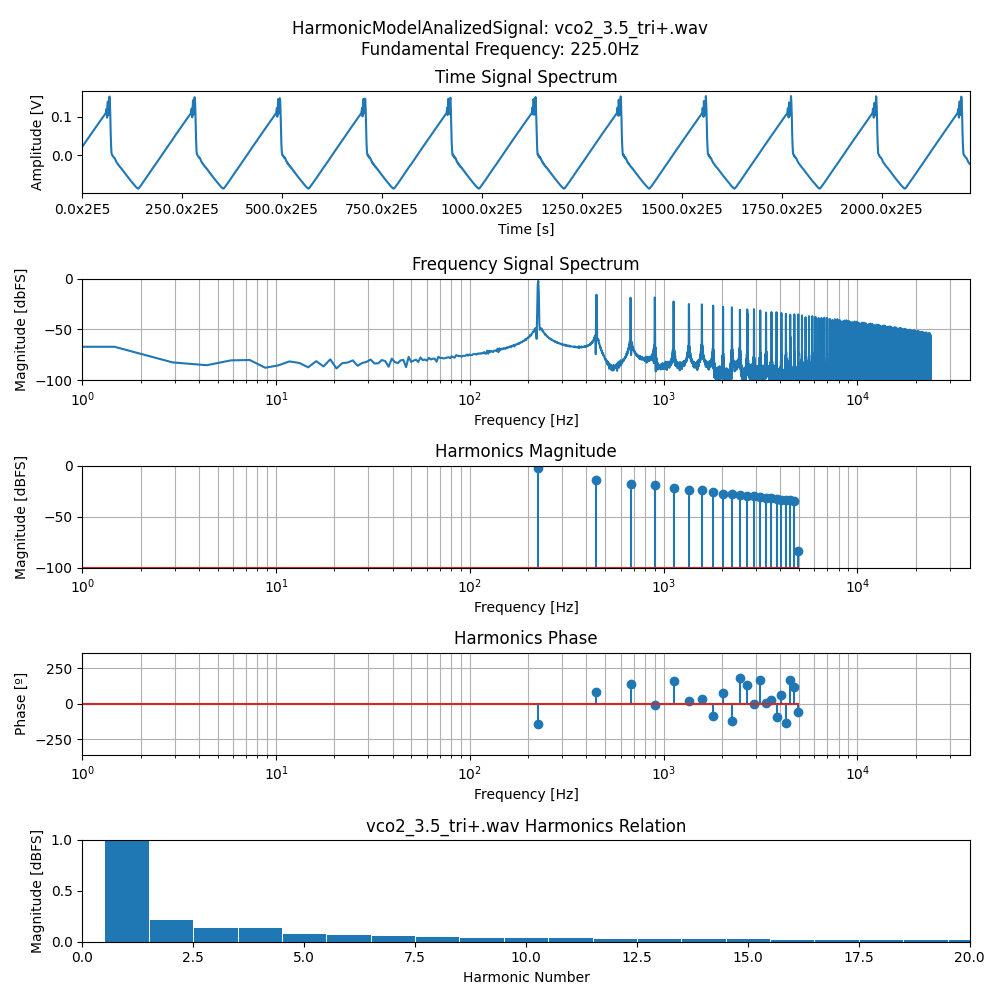 HarmonicModelAnalizedSignal: vco2_3.5_tri+.wav
Fundamental Frequency: 225.0Hz
Time Signal Spectrum
Amplitude [V]
0.1
0.0
0.0x2E5 250.0x2E5 500.0x2E5 750.0x2E5 1000.0x2E5 1250.0x2E5 1500.0x2E5 1750.0x2E5 2000.0x2E5
Time [s]
Frequency Signal Spectrum
Magnitude [dbFS]
0
−50
−100
10^0 10^1 10^2 10^3 10^4
Frequency [Hz]
Harmonics Magnitude
Magnitude [dBFS]
0
−50
−100
10^0 10^1 10^2 10^3 10^4
Frequency [Hz]
Harmonics Phase
Phase [º]
250
0
−250
10^0 10^1 10^2 10^3 10^4
Frequency [Hz]
vco2_3.5_tri+.wav Harmonics Relation
Magnitude [dBFS]
1.0
0.5
0.0
0.0 2.5 5.0 7.5 10.0 12.5 15.0 17.5 20.0
Harmonic Number